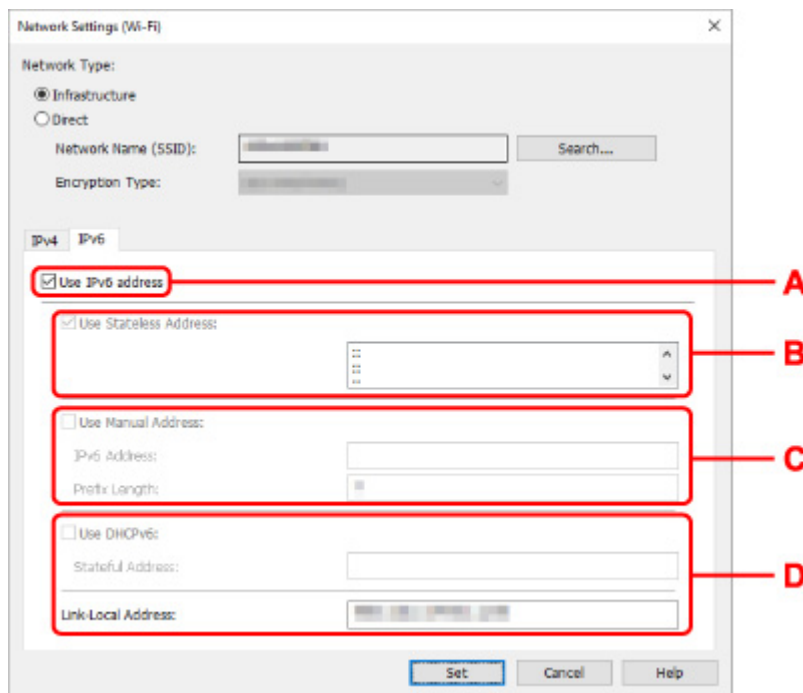 Network Settings (Wi-Fi)
Network Type:
Infrastructure
Direct
Network Name (SSID):
Search...
Encryption Type:
IPv4 IPv6
Use IPv6 address
A
Use Stateless Address:
::
::
::
B
Use Manual Address:
IPv6 Address:
Prefix Length:
C
Use DHCPv6:
Stateful Address:
D
Link-Local Address:
Set Cancel Help